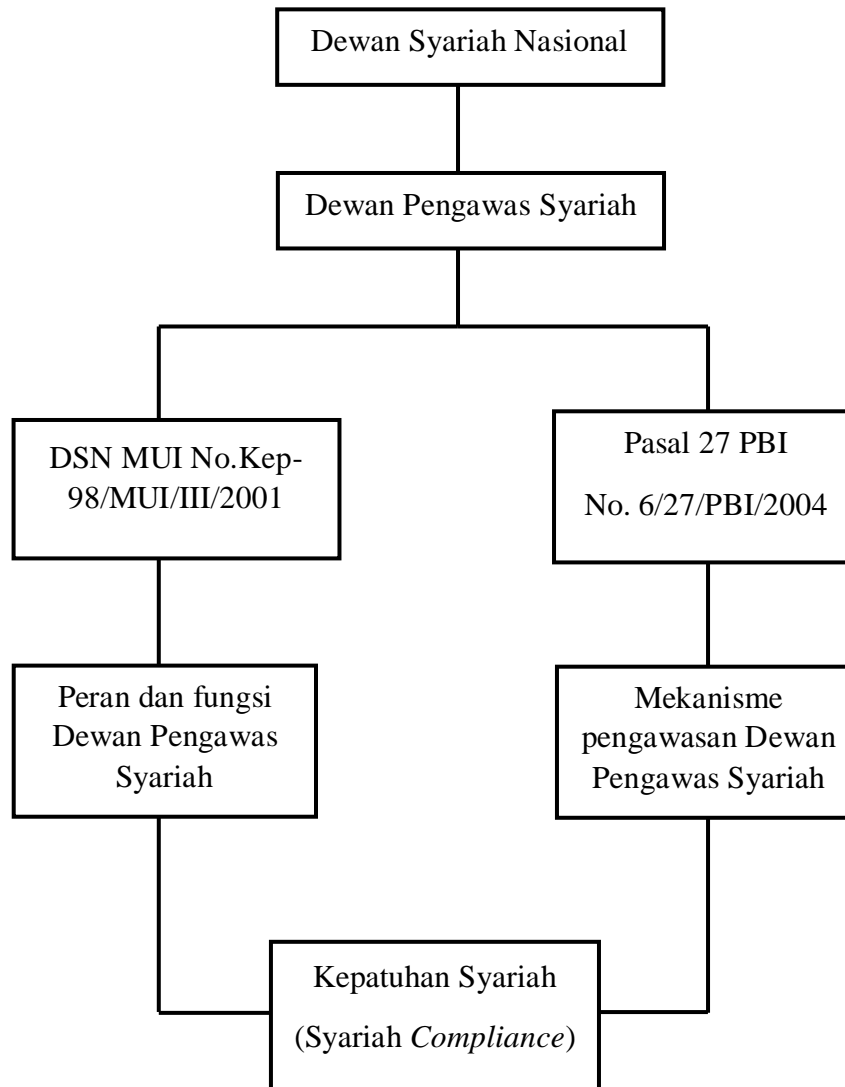 Dewan Syariah Nasional
Dewan Pengawas Syariah
DSN MUI No.Kep-
98/MUI/III/2001
Pasal 27 PBI
No. 6/27/PBI/2004
Peran dan fungsi
Dewan Pengawas
Syariah
Mekanisme
pengawasan Dewan
Pengawas Syariah
Kepatuhan Syariah
(Syariah Compliance)